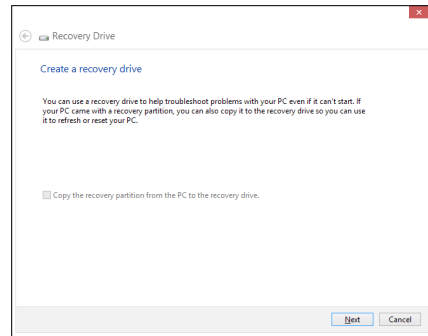 Recovery Drive
Create a recovery drive
You can use a recovery drive to help troubleshoot problems with your PC even if it can't start. If
your PC came with a recovery partition, you can also copy it to the recovery drive so you can use
it to refresh or reset your PC.
Copy the recovery partition from the PC to the recovery drive.
Next Cancel